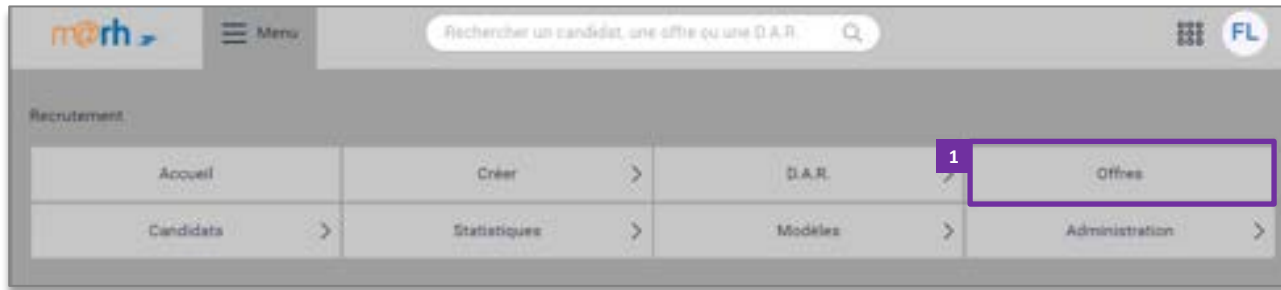 m@rh Menu Rechercher un candidat, une offre ou une D.A.R. FL
Recrutement
Accueil Créer D.A.R. 1 Offres
Candidats Statistiques Modèles Administration